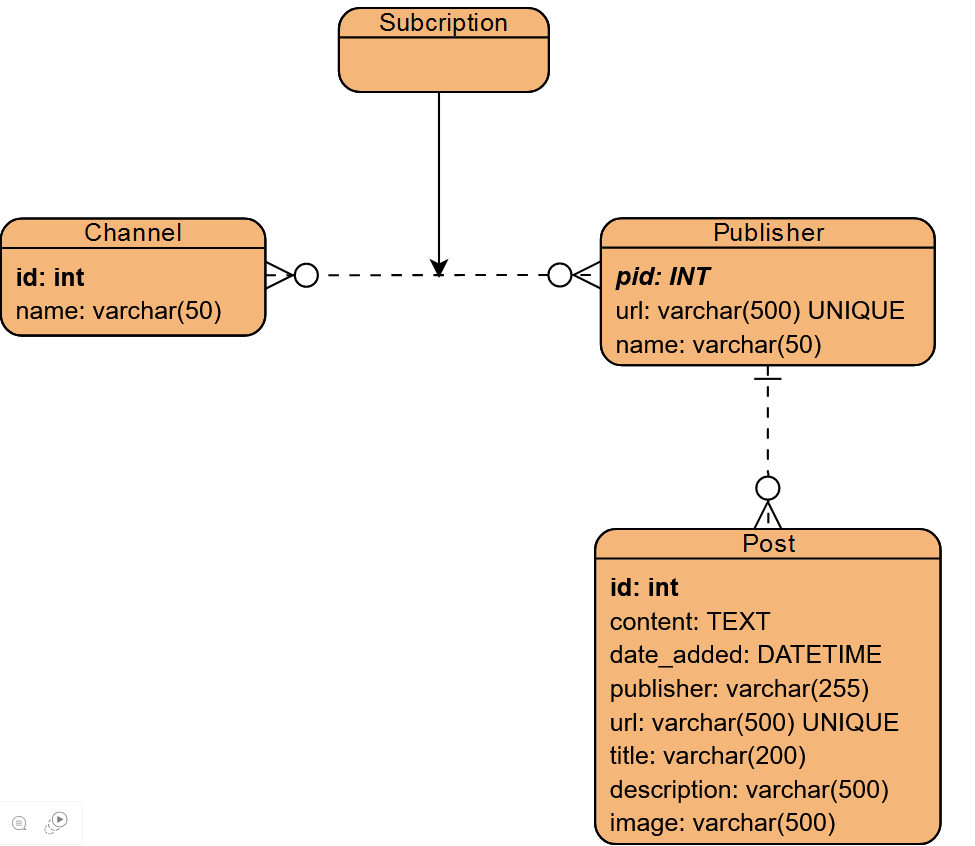 Subcription
Channel
id: int
name: varchar(50)
Publisher
pid: INT
url: varchar(500) UNIQUE
name: varchar(50)
Post
id: int
content: TEXT
date_added: DATETIME
publisher: varchar(255)
url: varchar(500) UNIQUE
title: varchar(200)
description: varchar(500)
image: varchar(500)